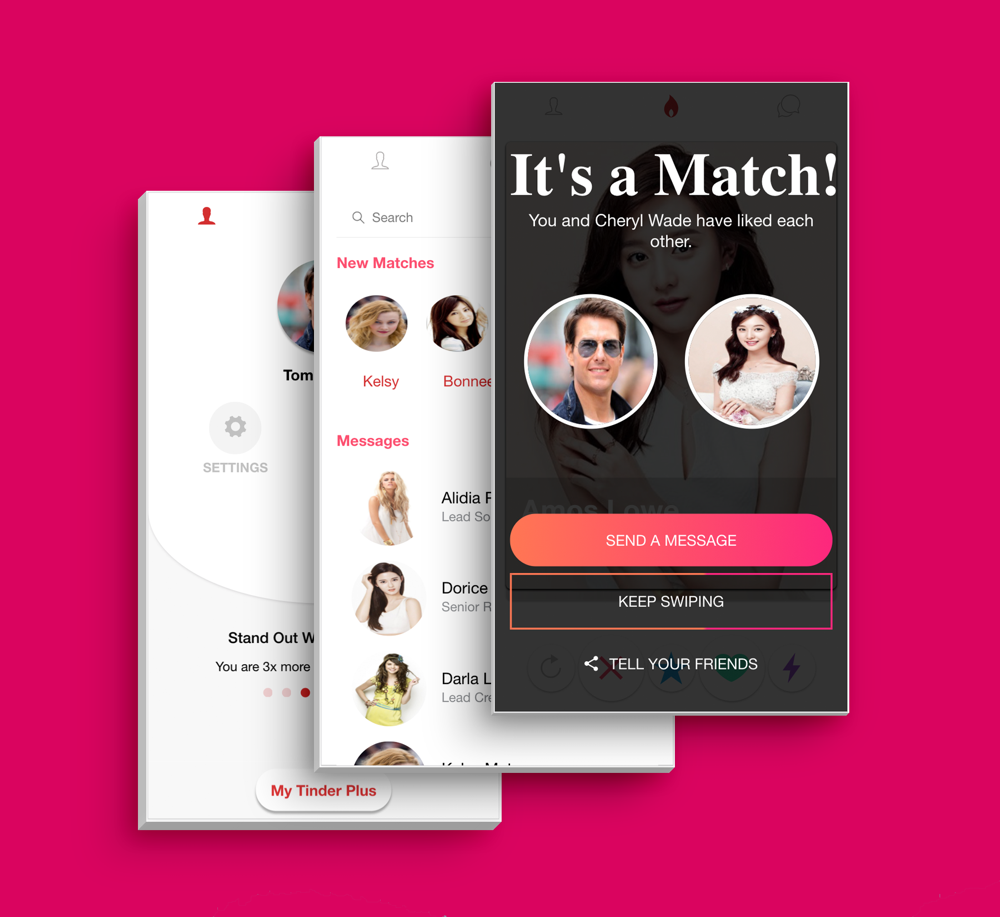 Tom
SETTINGS
Stand Out W
You are 3x more
My Tinder Plus
Search
New Matches
Kelsy
Bonnee
Messages
Alidia
Lead So
Dorice
Senior R
Darla L
Lead Cre
It's a Match!
You and Cheryl Wade have liked each
other.
Amos Lowe
SEND A MESSAGE
KEEP SWIPING
TELL YOUR FRIENDS